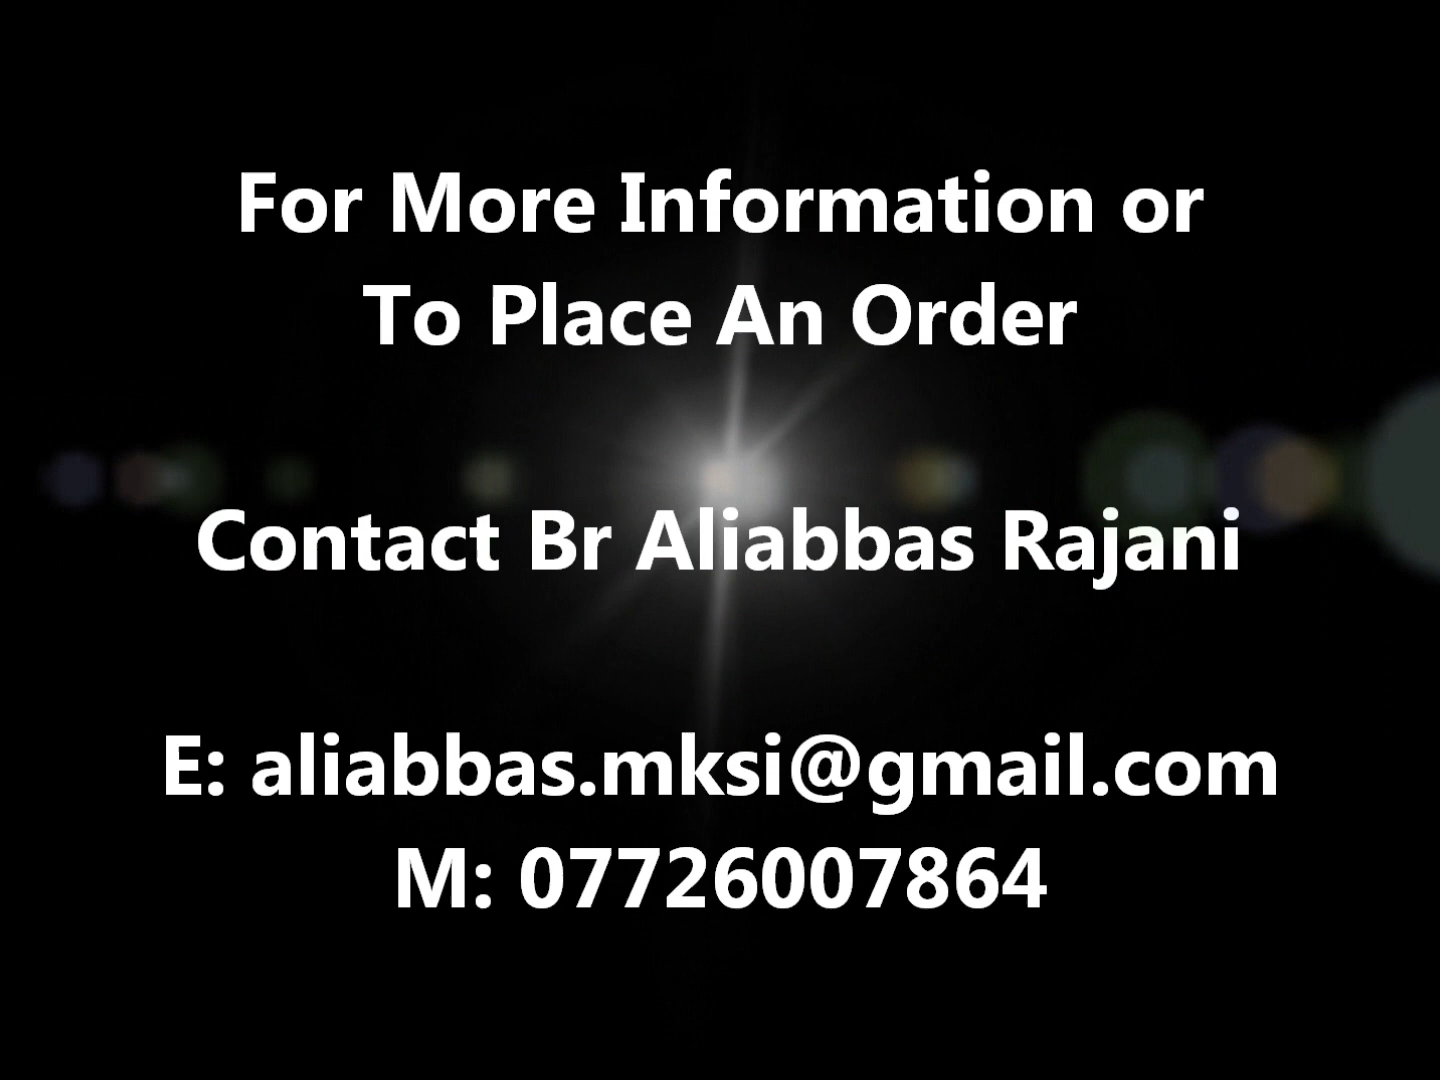 For More Information or
To Place An Order
Contact Br Aliabbas Rajani
E: aliabbas.mksi@gmail.com
M: 07726007864